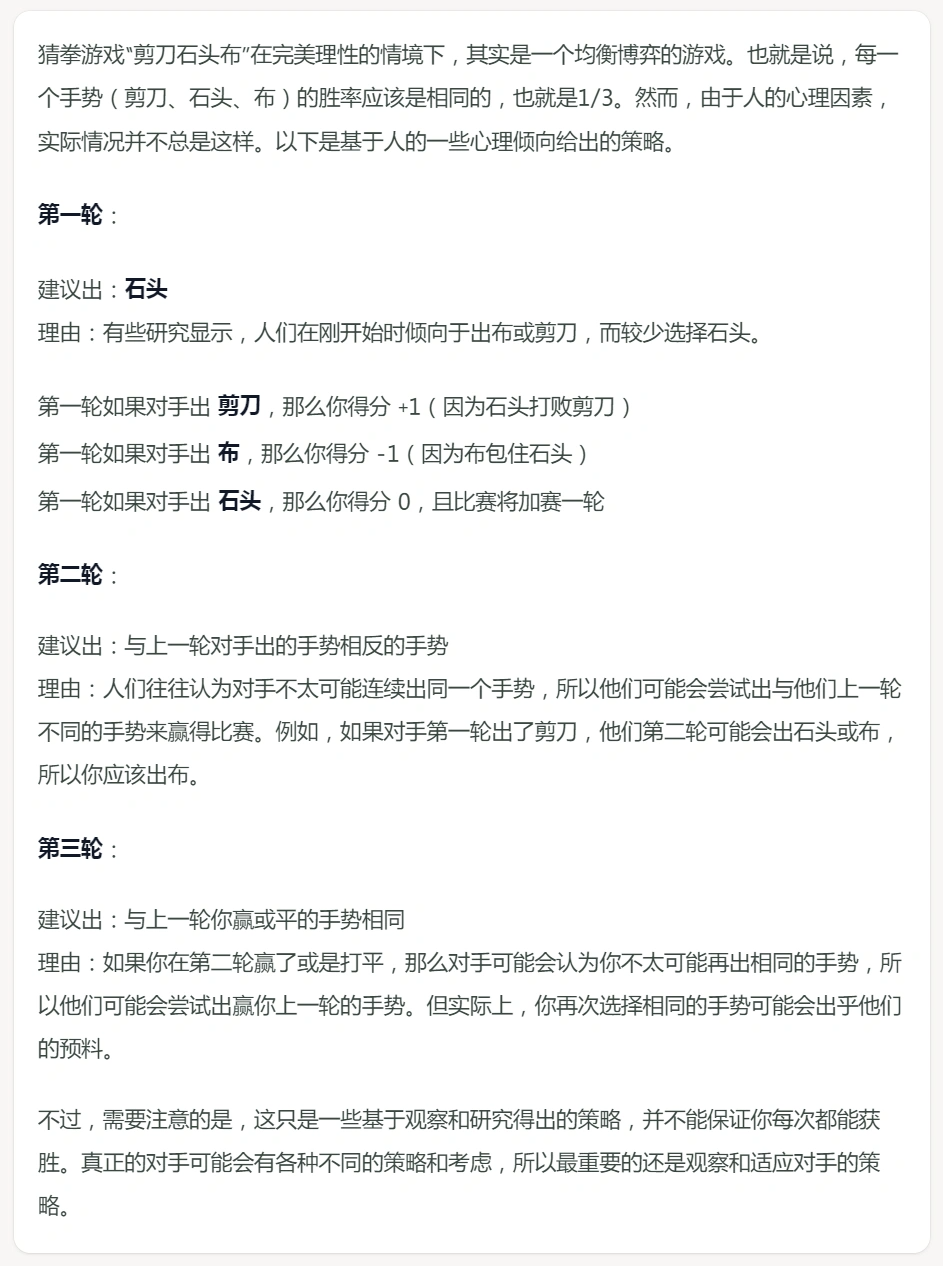 猜拳游戏“剪刀石头布”在完美理性的情境下，其实是一个均衡博弈的游戏。也就是说，每一
个手势（剪刀、石头、布）的胜率应该是相同的，也就是1/3。然而，由于人的心理因素，
实际情况并不总是这样。以下是基于人的一些心理倾向给出的策略。
第一轮：
建议出：石头
理由：有些研究显示，人们在刚开始时倾向于出布或剪刀，而较少选择石头。
第一轮如果对手出 剪刀，那么你得分 +1（因为石头打败剪刀）
第一轮如果对手出 布，那么你得分 -1（因为布包住石头）
第一轮如果对手出 石头，那么你得分 0，且比赛将加赛一轮
第二轮：
建议出：与上一轮对手出的手势相反的手势
理由：人们往往认为对手不太可能连续出同一个手势，所以他们可能会尝试出与他们上一轮
不同的手势来赢得比赛。例如，如果对手第一轮出了剪刀，他们第二轮可能会出石头或布，
所以你应该出布。
第三轮：
建议出：与上一轮你赢或平的手势相同
理由：如果你在第二轮赢了或是打平，那么对手可能会认为你不太可能再出相同的手势，所
以他们可能会尝试出赢你上一轮的手势。但实际上，你再次选择相同的手势可能会出乎他们
的预料。
不过，需要注意的是，这只是一些基于观察和研究得出的策略，并不能保证你每次都能获
胜。真正的对手可能会有各种不同的策略和考虑，所以最重要的还是观察和适应对手的策
略。